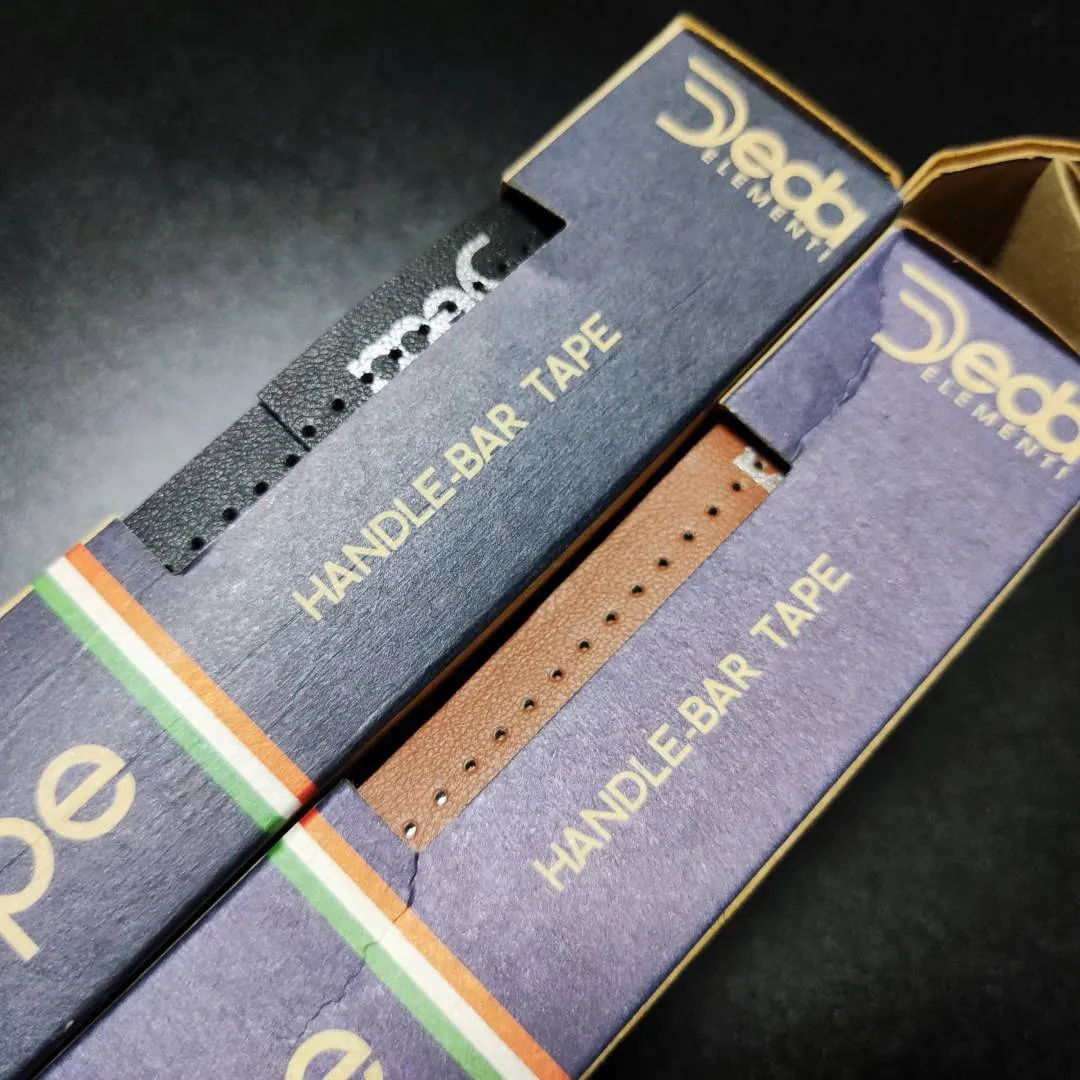 Deda
ELEMENTI
HANDLE-BAR TAPE
pe
Deda
ELEMENTI
HANDLE-BAR TAPE
e